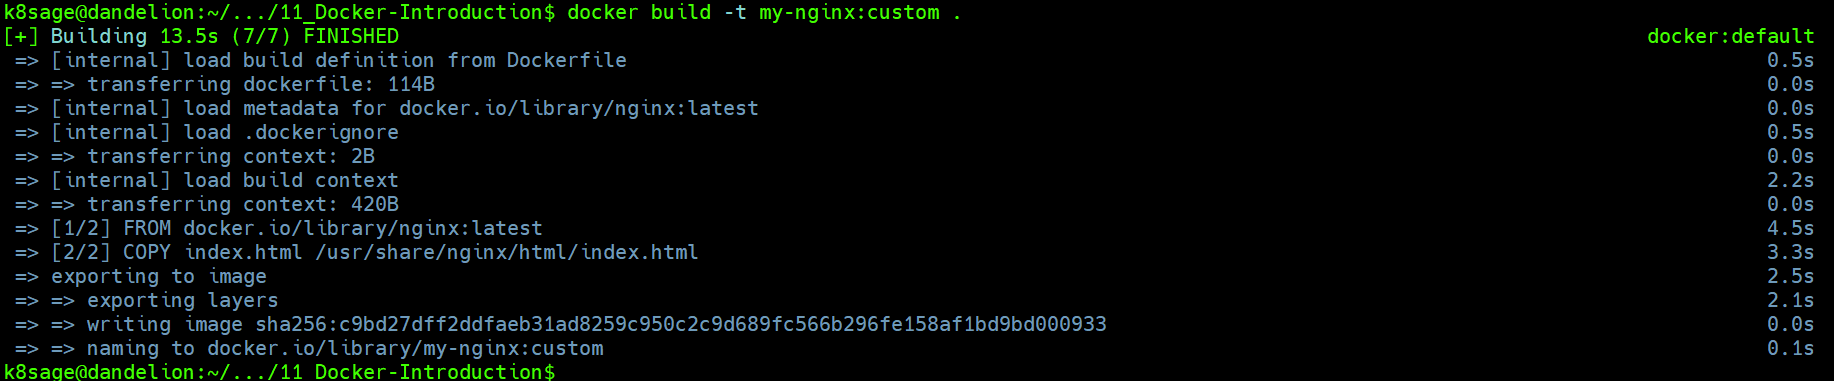 k8sage@dandelion:~/.../11_Docker-Introduction$ docker build -t my-nginx:custom .
[+] Building 13.5s (7/7) FINISHED docker:default
=> [internal] load build definition from Dockerfile 0.5s
=> => transferring dockerfile: 114B 0.0s
=> [internal] load metadata for docker.io/library/nginx:latest 0.0s
=> [internal] load .dockerignore 0.5s
=> => transferring context: 2B 0.0s
=> [internal] load build context 2.2s
=> => transferring context: 420B 0.0s
=> [1/2] FROM docker.io/library/nginx:latest 4.5s
=> [2/2] COPY index.html /usr/share/nginx/html/index.html 3.3s
=> exporting to image 2.5s
=> => exporting layers 2.1s
=> => writing image sha256:c9bd27dff2ddfaeb31ad8259c950c2c9d689fc566b296fe158af1bd9bd000933 0.0s
=> => naming to docker.io/library/my-nginx:custom 0.1s
k8sage@dandelion:~/.../11_Docker-Introduction$